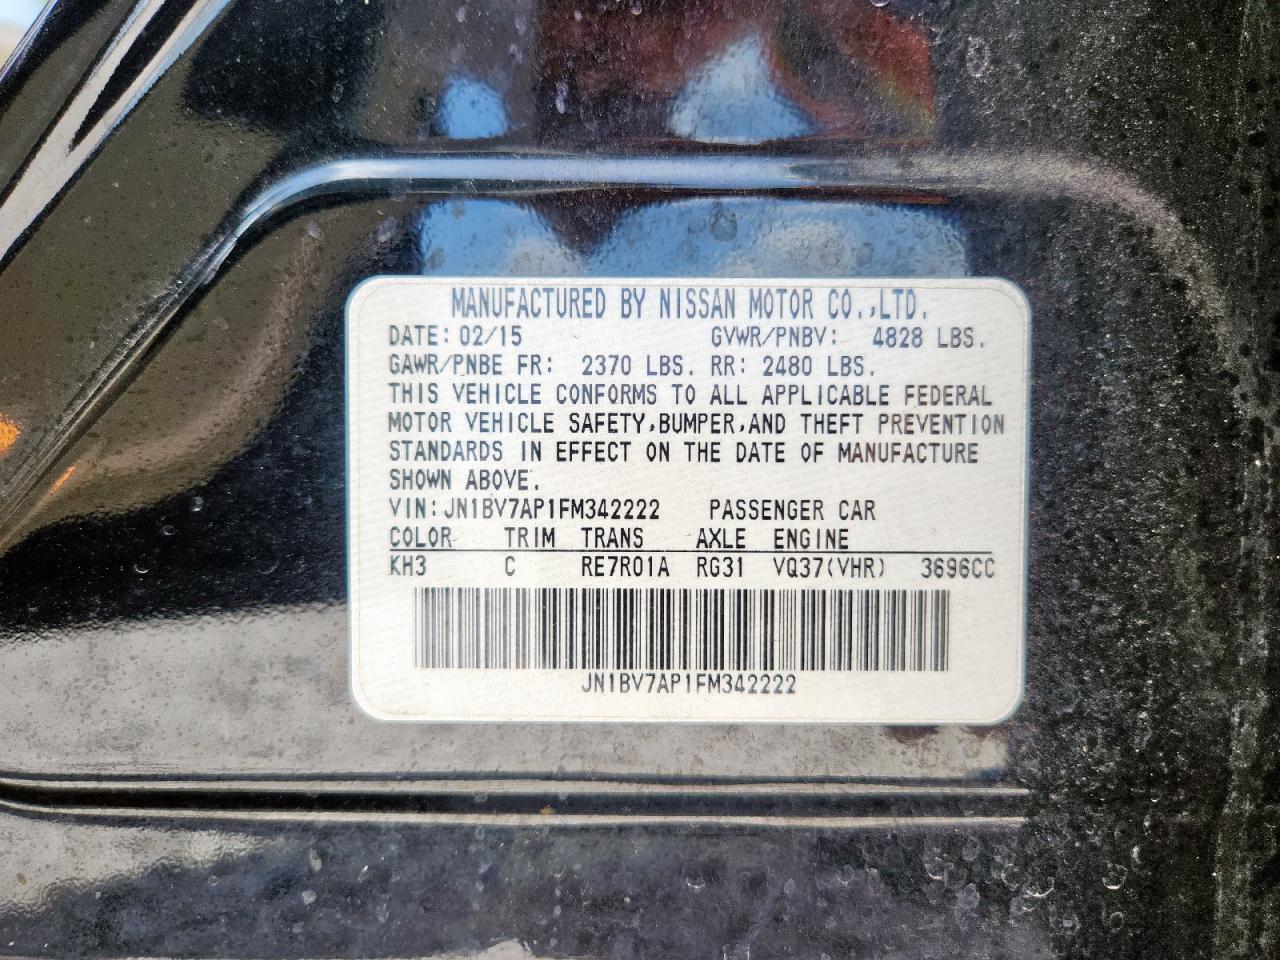 MANUFACTURED BY NISSAN MOTOR CO.,LTD.
DATE: 02/15 GVWR/PNBV: 4828 LBS.
GAWR/PNBE FR: 2370 LBS. RR: 2480 LBS.
THIS VEHICLE CONFORMS TO ALL APPLICABLE FEDERAL
MOTOR VEHICLE SAFETY,BUMPER,AND THEFT PREVENTION
STANDARDS IN EFFECT ON THE DATE OF MANUFACTURE
SHOWN ABOVE.
VIN:JN1BV7AP1FM342222 PASSENGER CAR
COLOR TRIM TRANS AXLE ENGINE
KH3 C RE7R01A RG31 VQ37(VHR) 3696CC
JN1BV7AP1FM342222